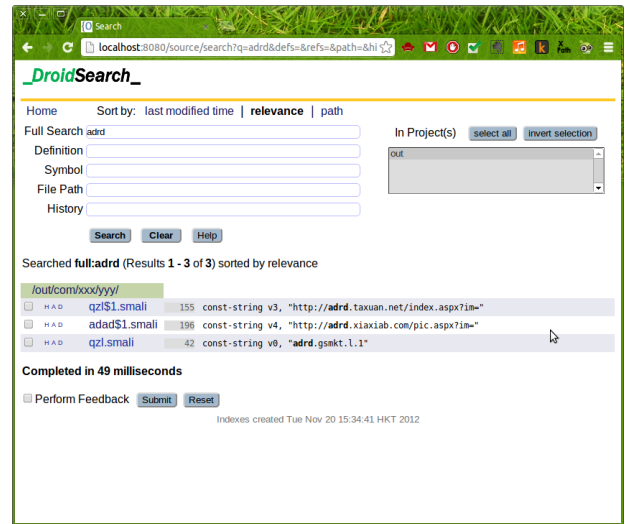 Search
localhost:8080/source/search?q=adrd&defs=&refs=&path=&hi
_DroidSearch_
Home Sort by: last modified time | relevance | path
Full Search adrd In Project(s) select all invert selection
Definition out
Symbol
File Path
History
Search Clear Help
Searched full:adrd (Results 1 - 3 of 3) sorted by relevance
/out/com/xxx/yyy/
H A D qzl$1.smali 155 const-string v3, "http://adrd.taxuan.net/index.aspx?im="
H A D adad$1.smali 196 const-string v4, "http://adrd.xiaxiab.com/pic.aspx?im="
H A D qzl.smali 42 const-string v0, "adrd.gsmkt.l.1"
Completed in 49 milliseconds
Perform Feedback Submit Reset
Indexes created Tue Nov 20 15:34:41 HKT 2012